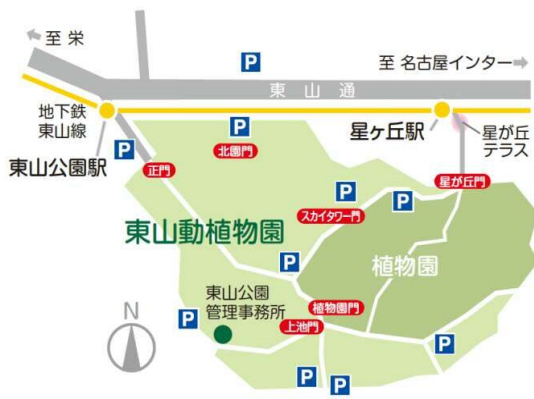 至 栄
P
至 名古屋インター
東山通
地下鉄
東山線
東山公園駅
P
P
北園門
正門
星ヶ丘駅
星が丘
テラス
星が丘門
スカイタワー門
P
P
東山動植物園
植物園
P
東山公園
管理事務所
植物園門
上池門
N
P
P
P
P